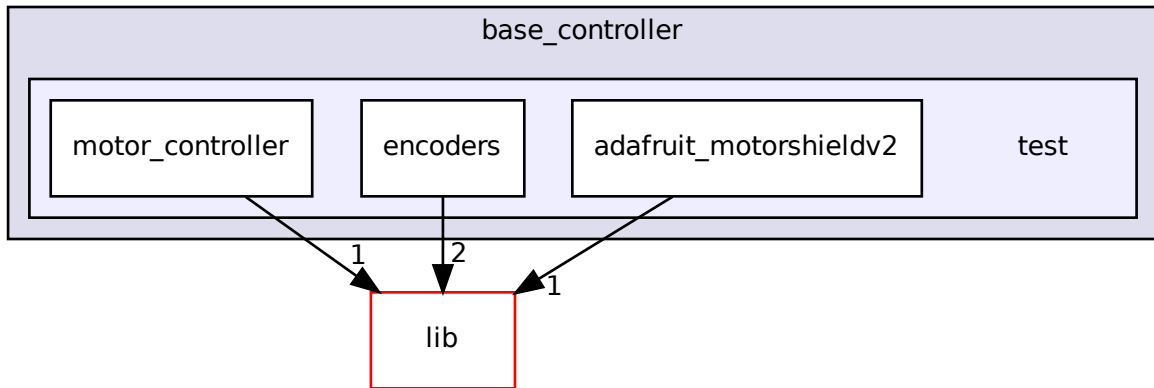 base_controller
motor_controller
encoders
adafruit_motorshieldv2
test
1
2
1
lib